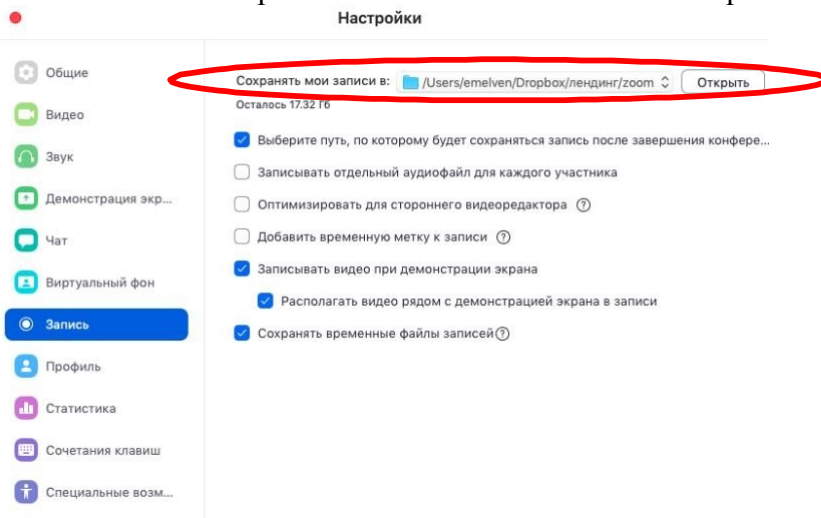 Настройки
Общие
Видео
Звук
Демонстрация экр...
Чат
Виртуальный фон
Запись
Профиль
Статистика
Сочетания клавиш
Специальные возм...
Сохранять мои записи в: /Users/emelven/Dropbox/лендинг/zoom Открыть
Осталось 17.32 Гб
Выберите путь, по которому будет сохраняться запись после завершения конфере...
Записывать отдельный аудиофайл для каждого участника
Оптимизировать для стороннего видеоредактора ?
Добавить временную метку к записи ?
Записывать видео при демонстрации экрана
Располагать видео рядом с демонстрацией экрана в записи
Сохранять временные файлы записей ?